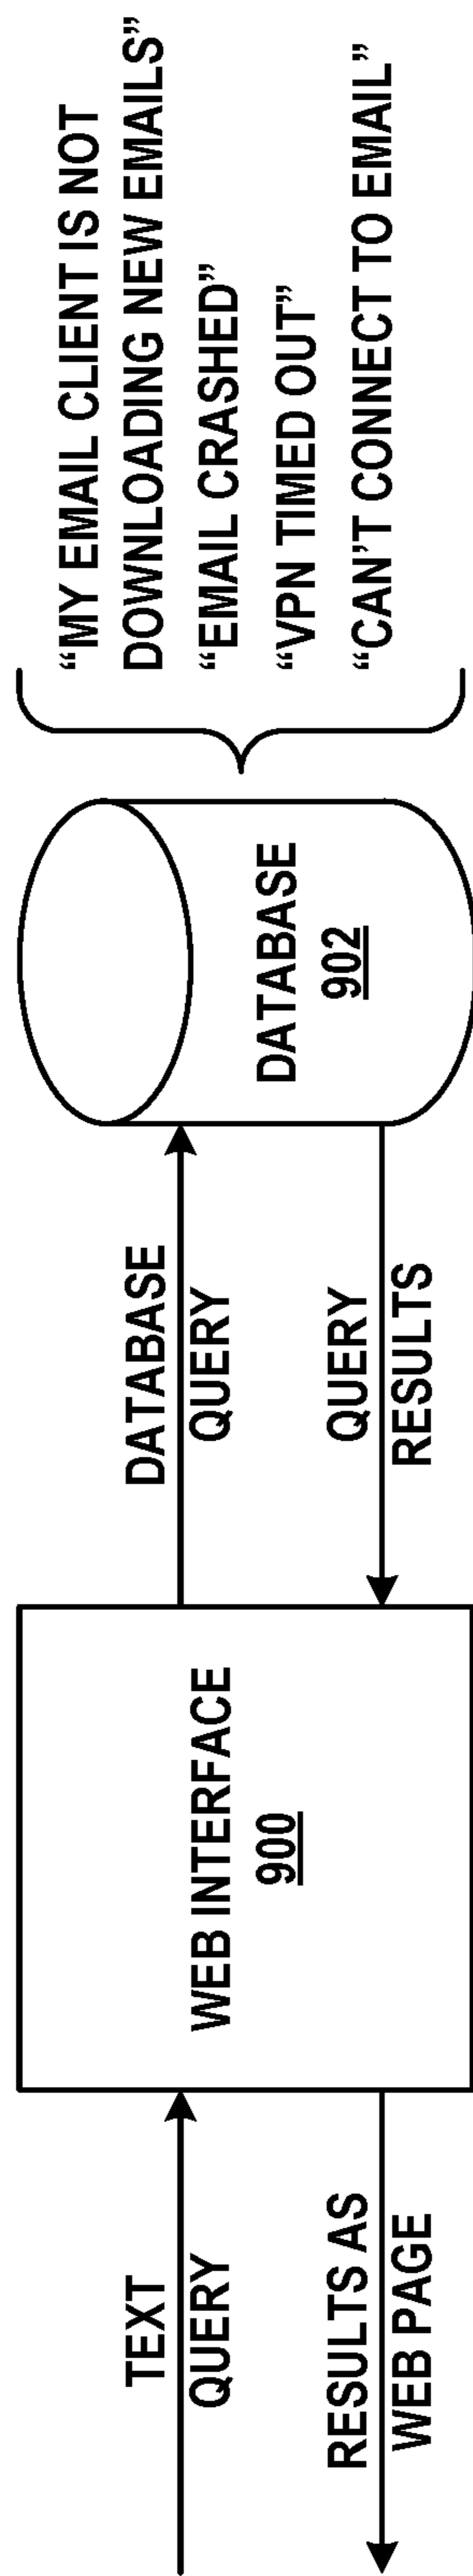 TEXT
QUERY
RESULTS AS
WEB PAGE
WEB INTERFACE
900
DATABASE
QUERY
QUERY
RESULTS
DATABASE
902
“MY EMAIL CLIENT IS NOT
DOWNLOADING NEW EMAILS”
“EMAIL CRASHED”
“VPN TIMED OUT”
“CAN’T CONNECT TO EMAIL”